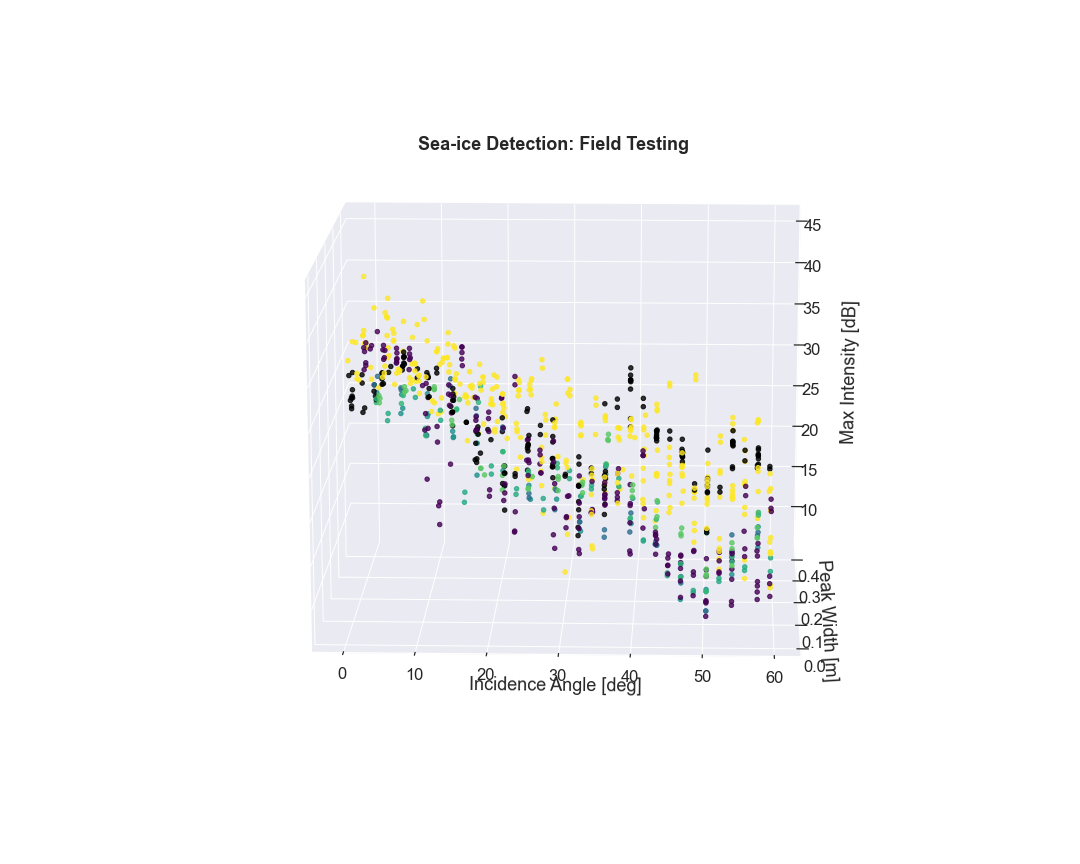 Sea-ice Detection: Field Testing
45
40
35
30
25
20
15
10
Max Intensity [dB]
0.4
0.3
0.2
0.1
0.0
Peak Width [m]
0 10 20 30 40 50 60
Incidence Angle [deg]